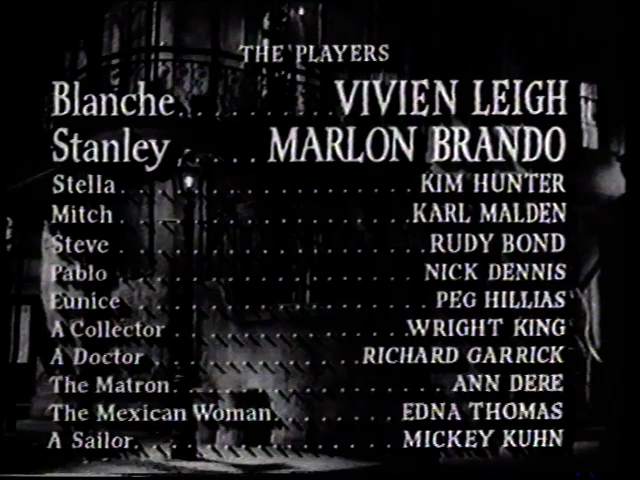 THE PLAYERS
Blanche. . . . . . . . . VIVIEN LEIGH
Stanley . . . . . MARLON BRANDO
Stella. . . . . . . . . . . . . . . . . . . KIM HUNTER
Mitch . . . . . . . . . . . . . . . . . . . KARL MALDEN
Steve . . . . . . . . . . . . . . . . . . . . RUDY BOND
Pablo . . . . . . . . . . . . . . . . . . . . NICK DENNIS
Eunice . . . . . . . . . . . . . . . . . . . . PEG HILLIAS
A Collector . . . . . . . . . . . . . . . WRIGHT KING
A Doctor . . . . . . . . . . . . . . RICHARD GARRICK
The Matron. . . . . . . . . . . . . . . . . . ANN DERE
The Mexican Woman. . . . . . . . EDNA THOMAS
A Sailor. . . . . . . . . . . . . . . . . MICKEY KUHN